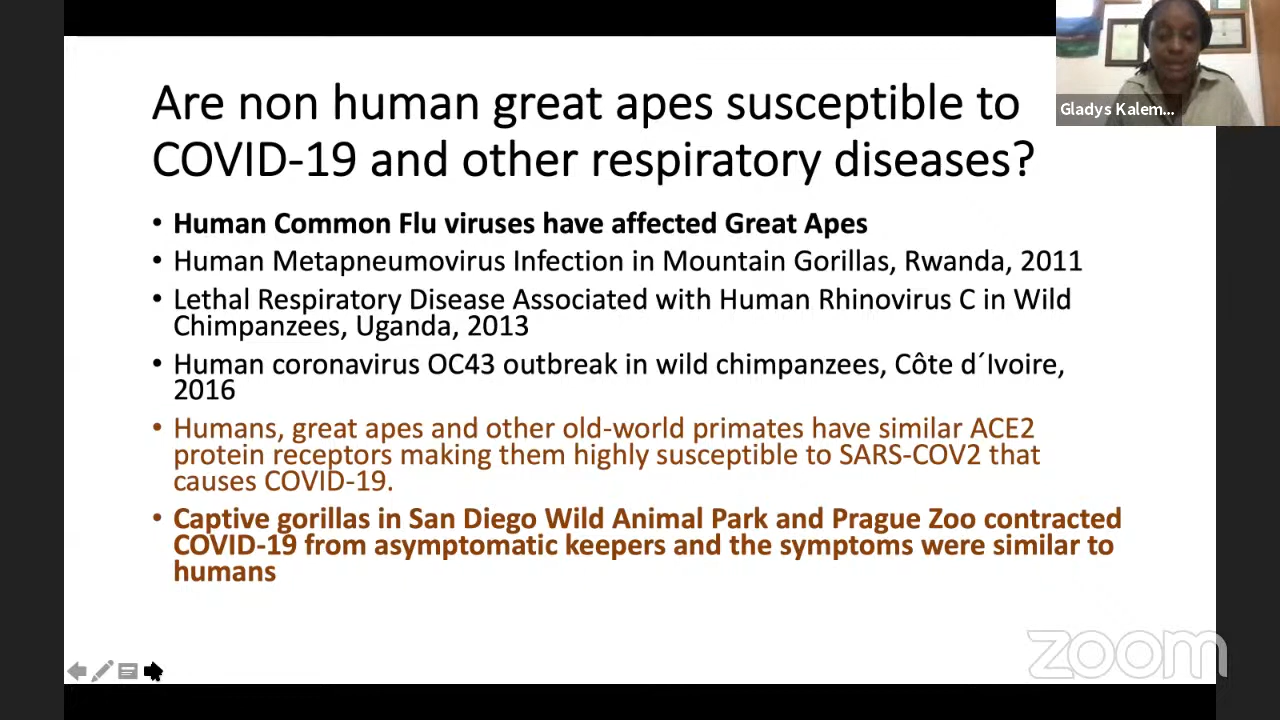 Are non human great apes susceptible to
COVID-19 and other respiratory diseases?
• Human Common Flu viruses have affected Great Apes
• Human Metapneumovirus Infection in Mountain Gorillas, Rwanda, 2011
• Lethal Respiratory Disease Associated with Human Rhinovirus C in Wild
Chimpanzees, Uganda, 2013
• Human coronavirus OC43 outbreak in wild chimpanzees, Côte d´Ivoire,
2016
• Humans, great apes and other old-world primates have similar ACE2
protein receptors making them highly susceptible to SARS-COV2 that
causes COVID-19.
• Captive gorillas in San Diego Wild Animal Park and Prague Zoo contracted
COVID-19 from asymptomatic keepers and the symptoms were similar to
humans
Gladys Kalem...
zoom